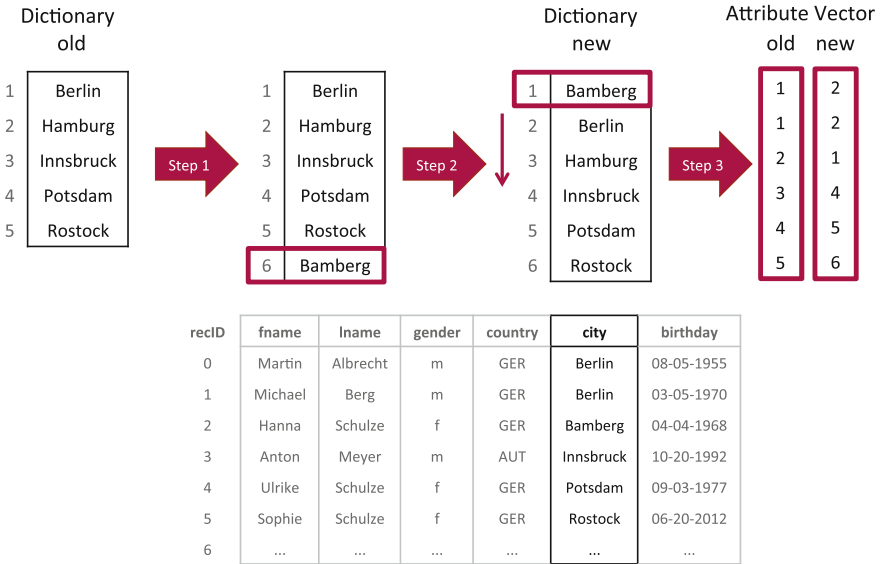 Dictionary old
1 Berlin
2 Hamburg
3 Innsbruck
4 Potsdam
5 Rostock
Step 1
1 Berlin
2 Hamburg
3 Innsbruck
4 Potsdam
5 Rostock
6 Bamberg
Step 2
Dictionary new
1 Bamberg
2 Berlin
3 Hamburg
4 Innsbruck
5 Potsdam
6 Rostock
Step 3
Attribute Vector
old new
1 2
1 2
2 1
3 4
4 5
5 6
recID fname lname gender country city birthday
0 Martin Albrecht m GER Berlin 08-05-1955
1 Michael Berg m GER Berlin 03-05-1970
2 Hanna Schulze f GER Bamberg 04-04-1968
3 Anton Meyer m AUT Innsbruck 10-20-1992
4 Ulrike Schulze f GER Potsdam 09-03-1977
5 Sophie Schulze f GER Rostock 06-20-2012
6 ... ... ... ... ... ...